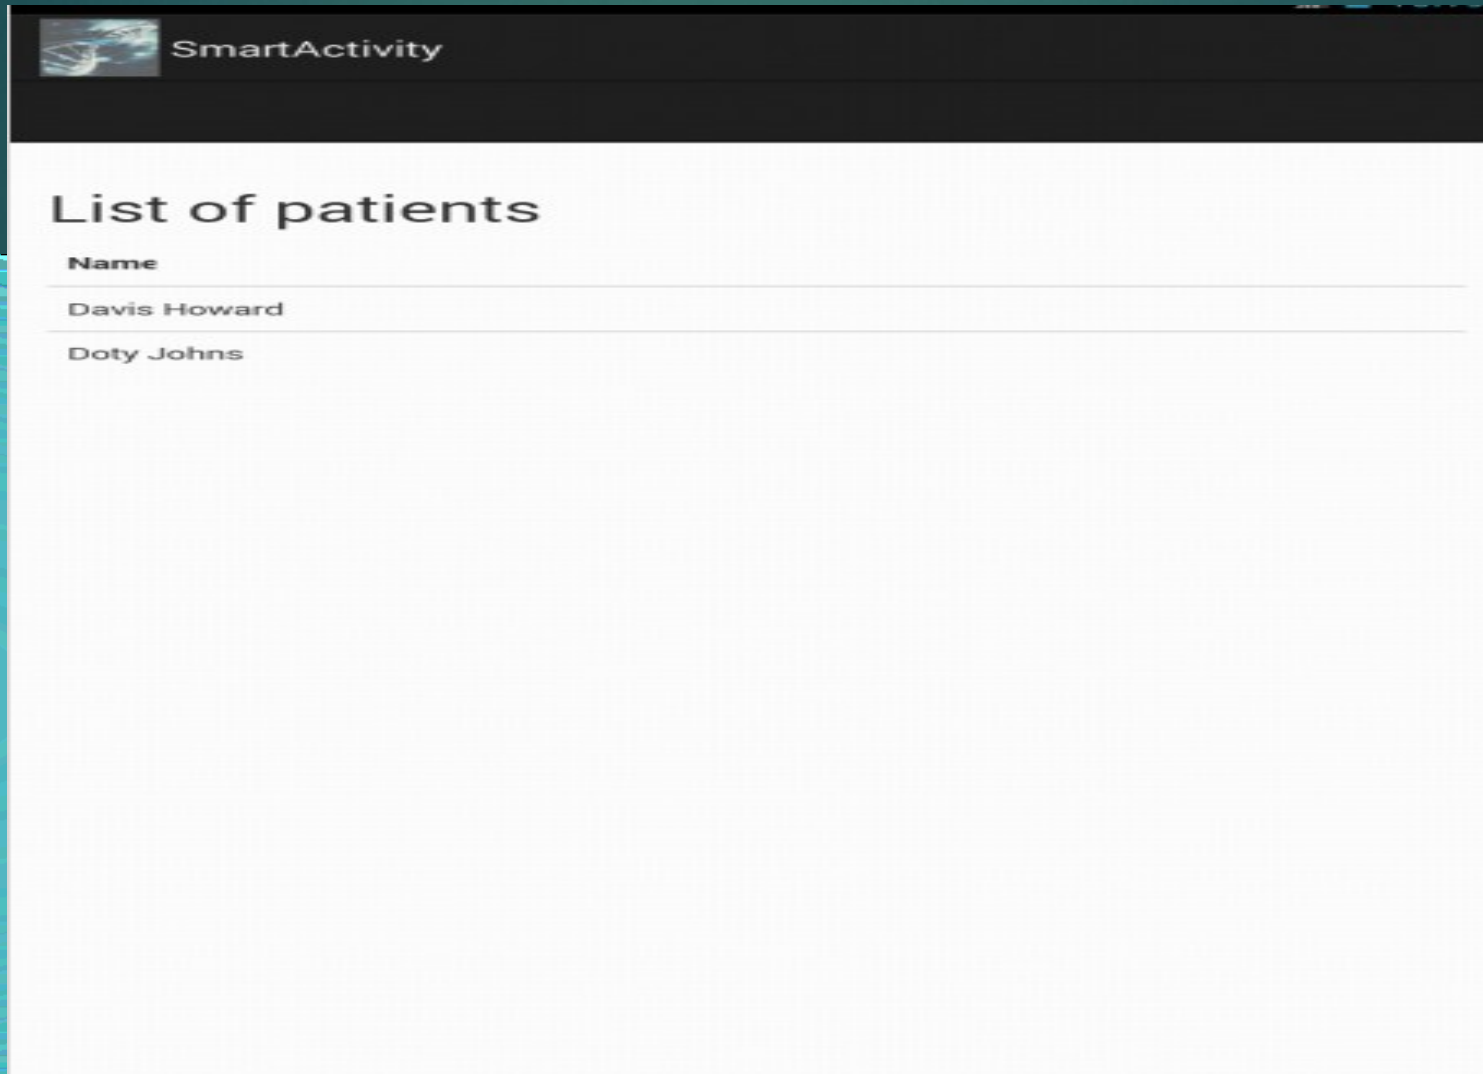 SmartActivity
List of patients
Name
Davis Howard
Doty Johns